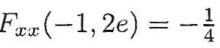 F_{xx}(-1, 2e) = -\frac{1}{4}